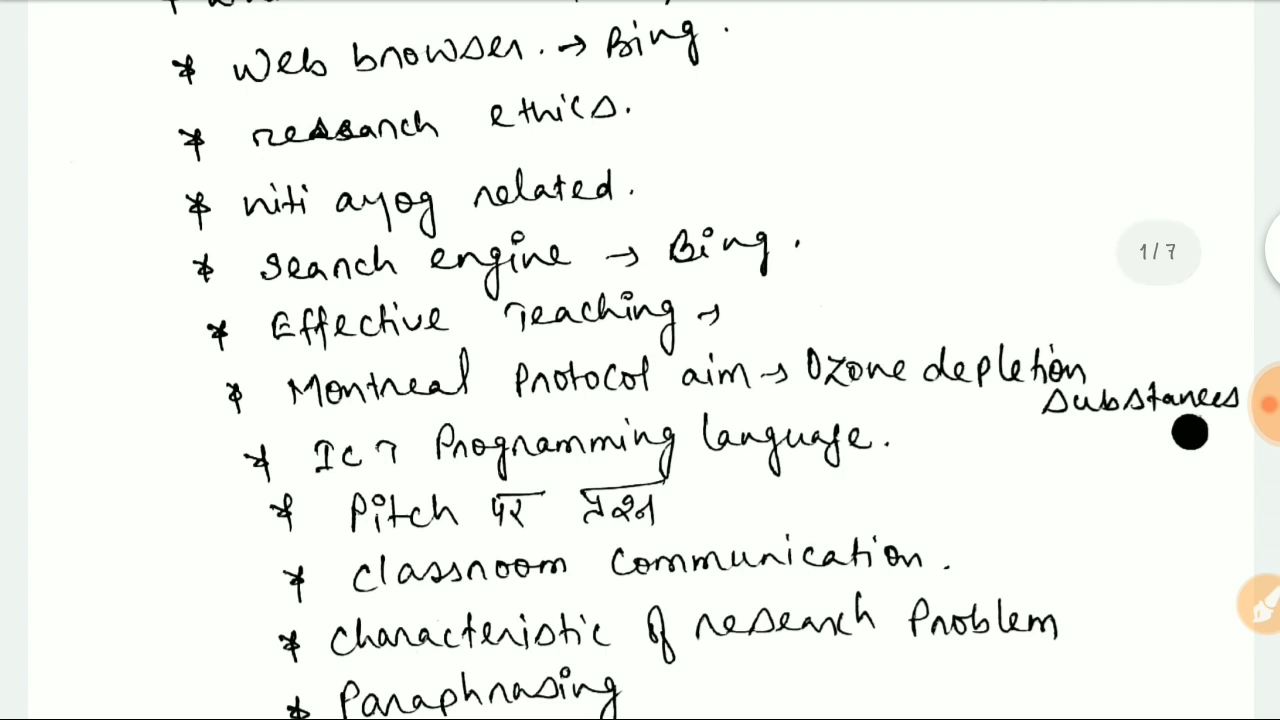 * Web browser. → Bing.
* research ethics.
* niti ayog related.
* Search engine → Bing.
1/7
* Effective Teaching →
* Montreal Protocol aim → Ozone depletion
substances
* ICT Programming language.
* Pitch पर प्रश्न
* classroom communication.
* characteristic of research Problem
* Paraphrasing